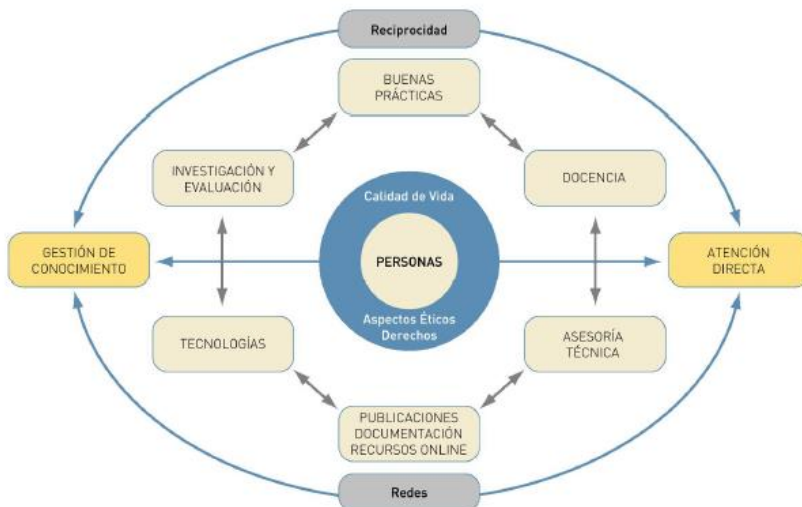 Reciprocidad
BUENAS
PRÁCTICAS
INVESTIGACIÓN Y
EVALUACIÓN
DOCENCIA
Calidad de Vida
GESTIÓN DE
CONOCIMIENTO
PERSONAS
ATENCIÓN
DIRECTA
Aspectos Éticos
Derechos
TECNOLOGÍAS
ASESORÍA
TÉCNICA
PUBLICACIONES
DOCUMENTACIÓN
RECURSOS ONLINE
Redes